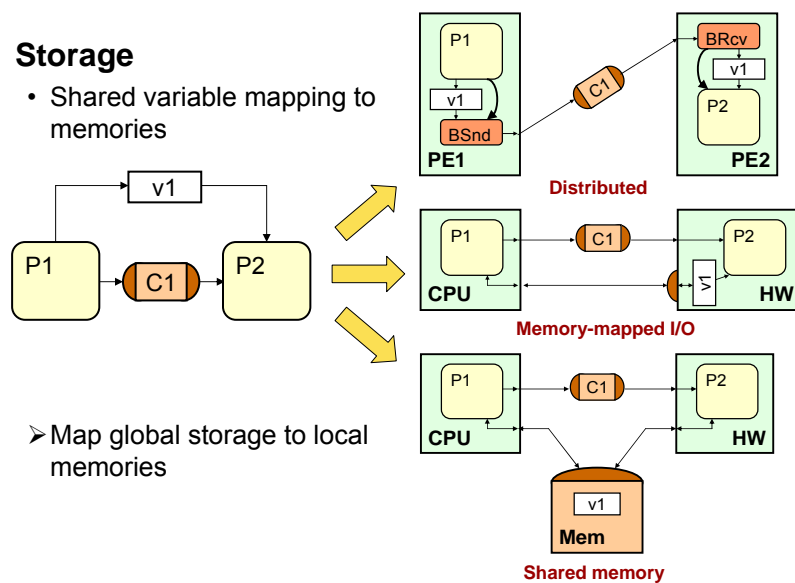 Storage
• Shared variable mapping to
memories
v1
P1
C1
P2
➢ Map global storage to local
memories
P1
v1
BSnd
PE1
C1
BRcv
v1
P2
PE2
Distributed
P1
CPU
C1
P2
v1
HW
Memory-mapped I/O
P1
CPU
C1
P2
HW
v1
Mem
Shared memory